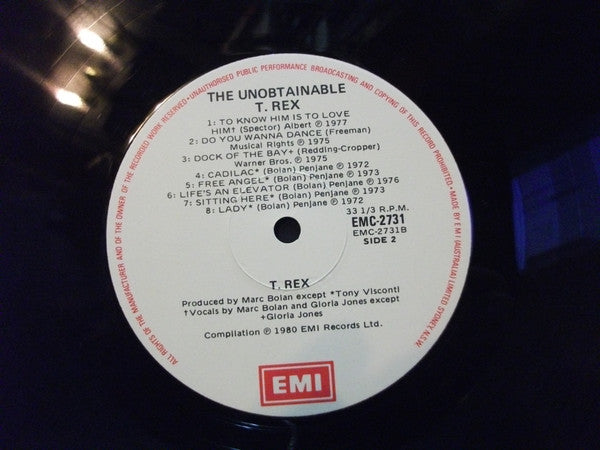 ALL RIGHTS OF THE MANUFACTURER AND OF THE OWNER OF THE RECORDED WORK RESERVED • UNAUTHORISED PUBLIC PERFORMANCE BROADCASTING AND COPYING OF THIS RECORD PROHIBITED • MADE BY E M I (AUSTRALIA) LIMITED SYDNEY, N.S.W.
THE UNOBTAINABLE
T. REX
1: TO KNOW HIM IS TO LOVE
HIM† (Spector) Albert ℗ 1977
2: DO YOU WANNA DANCE (Freeman)
Musical Rights ℗ 1975
3: DOCK OF THE BAY+ (Redding-Cropper)
Warner Bros. ℗ 1975
4: CADILAC* (Bolan) Penjane ℗ 1972
5: FREE ANGEL* (Bolan) Penjane ℗ 1973
6: LIFE'S AN ELEVATOR (Bolan) Penjane ℗ 1976
7: SITTING HERE* (Bolan) Penjane ℗ 1973
8: LADY* (Bolan) Penjane ℗ 1972
33 1/3 R.P.M.
EMC-2731
EMC-2731B
SIDE 2
T. REX
Produced by Marc Bolan except *Tony Visconti
†Vocals by Marc Bolan and Gloria Jones except
+Gloria Jones
Compilation ℗ 1980 EMI Records Ltd.
EMI